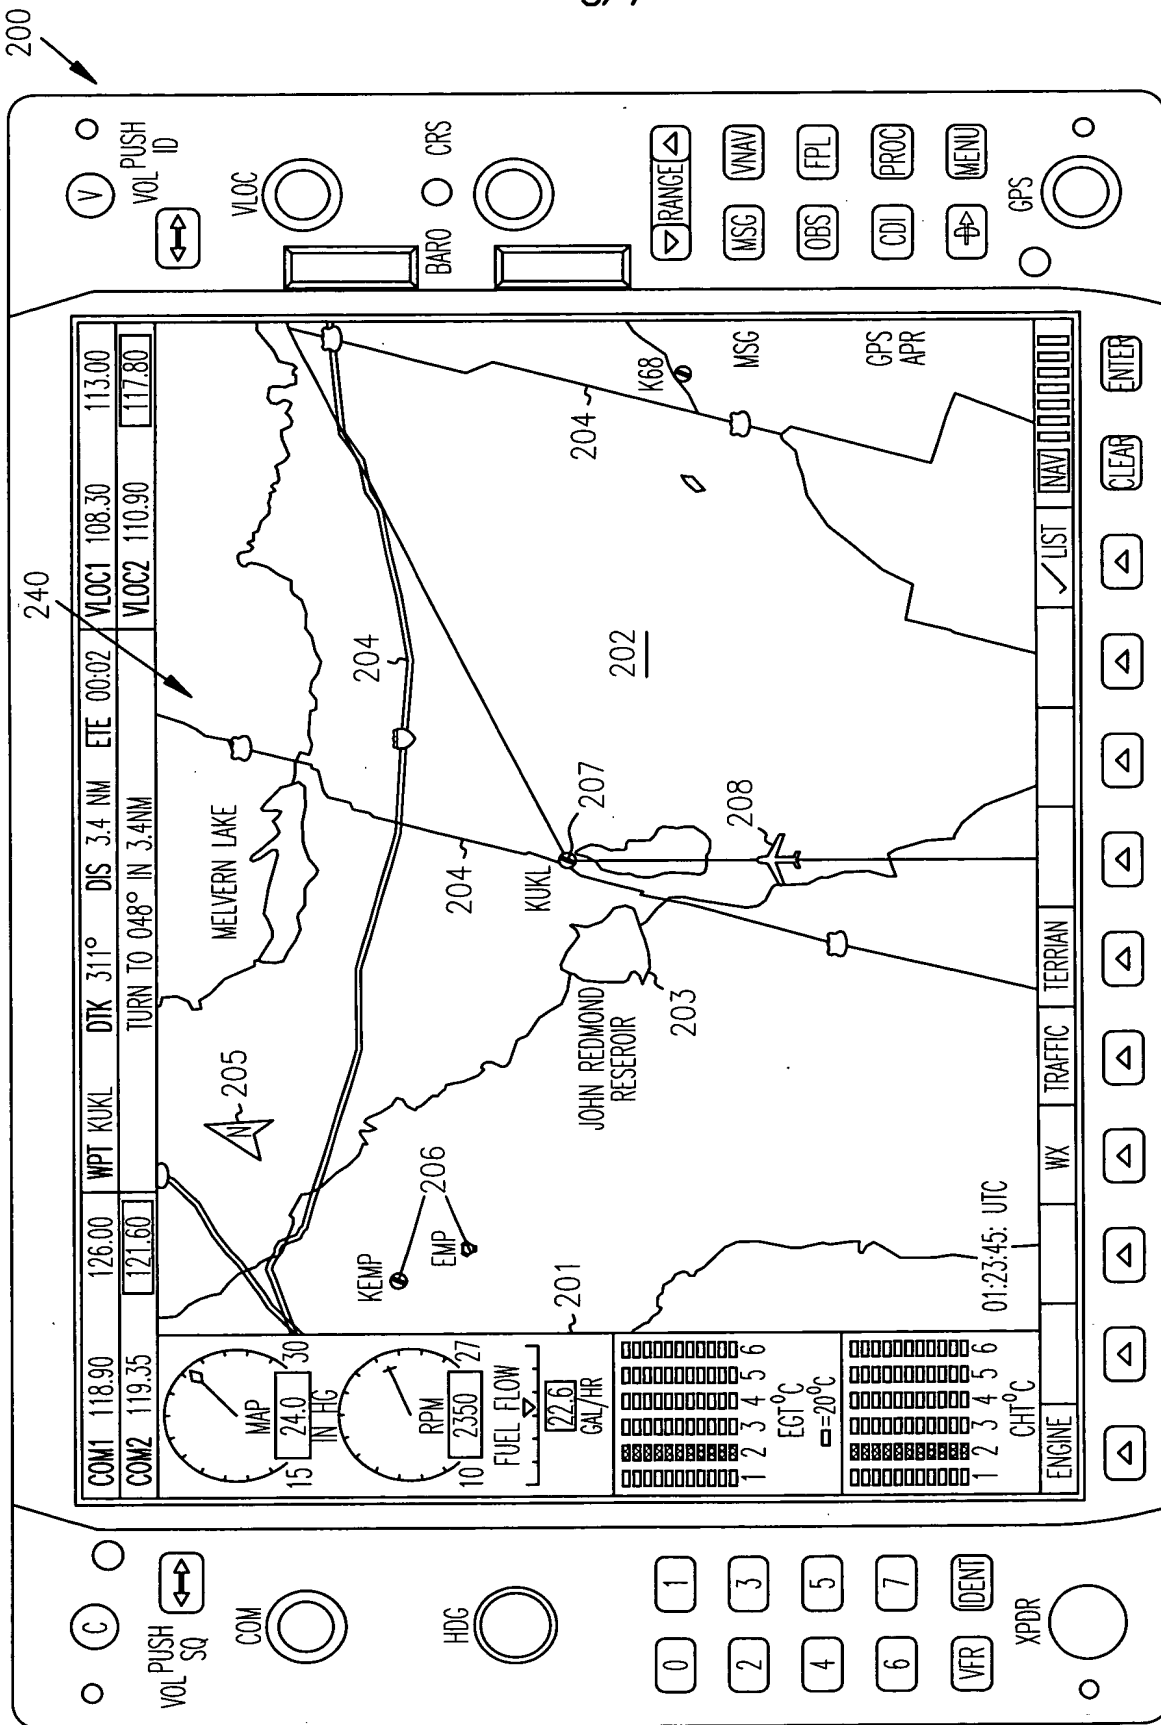 200
240
COM1 118.90 126.00 WPT KUKL DTK 311° DIS 3.4 NM ETE 00:02 VLOC1 108.30 113.00
COM2 119.35 121.60 TURN TO 048° IN 3.4NM VLOC2 110.90 117.80
C
VOL PUSH
SQ
COM
HDG
0 1
2 3
4 5
6 7
VFR IDENT
XPDR
MAP
24.0
15 30
IN HG
RPM
2350
10 27
FUEL FLOW
22.6
GAL/HR
1 2 3 4 5 6
EGT°C
=20°C
1 2 3 4 5 6
CHT°C
201
N
205
MELVERN LAKE
204
204
KEMP
206
EMP
KUKL
207
202
204
K68
JOHN REDMOND
RESEROIR
203
208
MSG
GPS
APR
01:23:45: UTC
ENGINE WX TRAFFIC TERRIAN ✓ LIST NAV
CLEAR ENTER
V
VOL PUSH
ID
VLOC
BARO CRS
RANGE
MSG VNAV
OBS FPL
CDI PROC
MENU
GPS